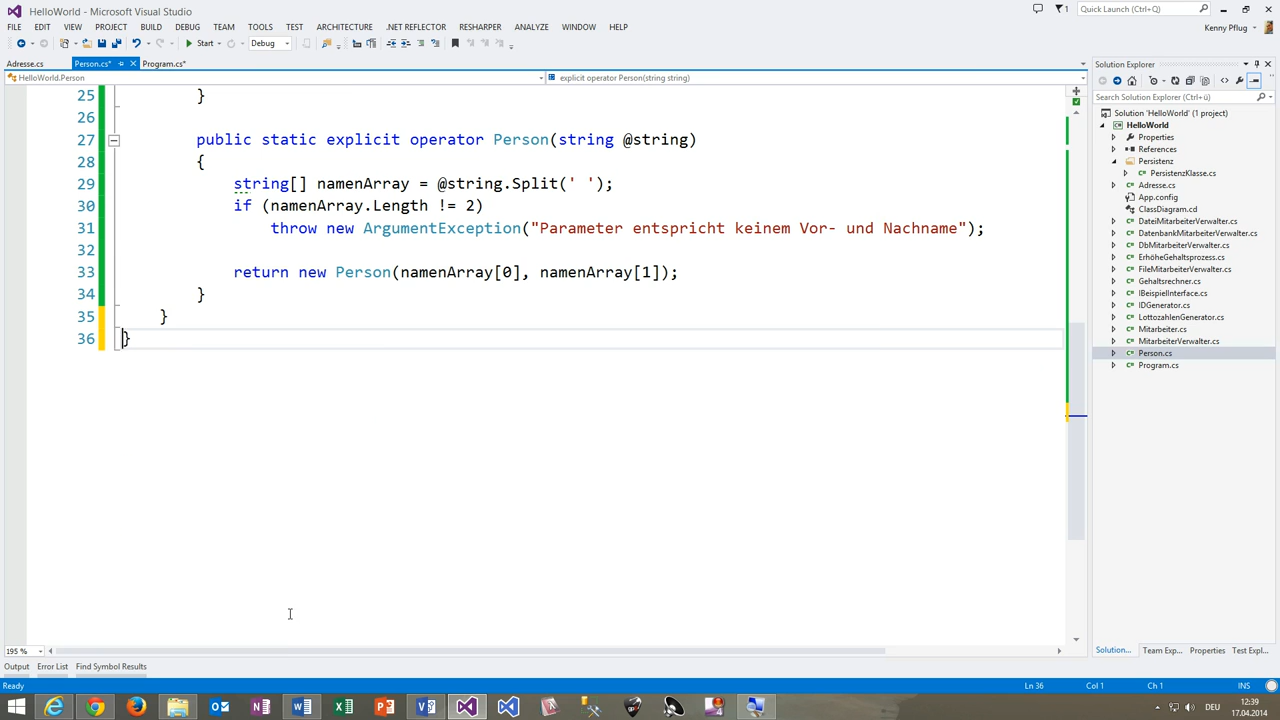 HelloWorld - Microsoft Visual Studio
1
Quick Launch (Ctrl+Q)
FILE EDIT VIEW PROJECT BUILD DEBUG TEAM TOOLS TEST ARCHITECTURE .NET REFLECTOR RESHARPER ANALYZE WINDOW HELP
Kenny Pflug
Start Debug
Adresse.cs Person.cs* Program.cs*
HelloWorld.Person explicit operator Person(string string)
25 }
26
27 public static explicit operator Person(string @string)
28 {
29 string[] namenArray = @string.Split(' ');
30 if (namenArray.Length != 2)
31 throw new ArgumentException("Parameter entspricht keinem Vor- und Nachname");
32
33 return new Person(namenArray[0], namenArray[1]);
34 }
35 }
36 }
195 %
Solution Explorer
Search Solution Explorer (Ctrl+ü)
Solution 'HelloWorld' (1 project)
HelloWorld
Properties
References
Persistenz
PersistenzKlasse.cs
Adresse.cs
App.config
ClassDiagram.cd
DateiMitarbeiterVerwalter.cs
DatenbankMitarbeiterVerwalter.cs
DbMitarbeiterVerwalter.cs
ErhöheGehaltsprozess.cs
FileMitarbeiterVerwalter.cs
Gehaltsrechner.cs
IBeispielInterface.cs
IDGenerator.cs
LottozahlenGenerator.cs
Mitarbeiter.cs
MitarbeiterVerwalter.cs
Person.cs
Program.cs
Solution... Team Exp... Properties Test Expl...
Output Error List Find Symbol Results
Ready Ln 36 Col 1 Ch 1 INS
DEU
12:39
17.04.2014